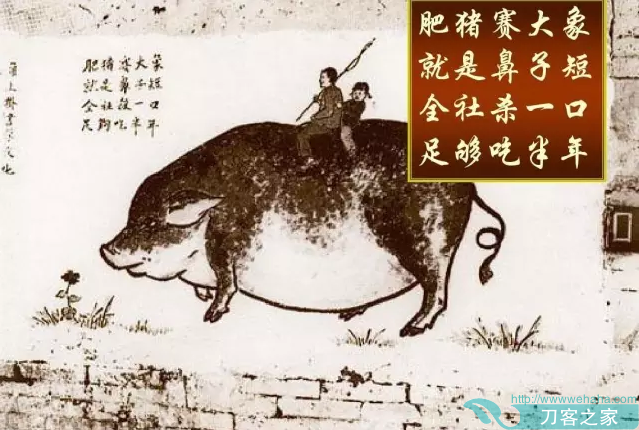 肥猪赛大象
就是鼻子短
全社杀一口
足够吃半年
肥猪赛大象
就是鼻子短
全社杀一口
足够吃半年
http://www.wehaha.com
刀客之家